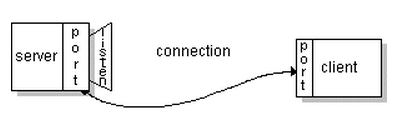 server
port
listen
connection
port
client